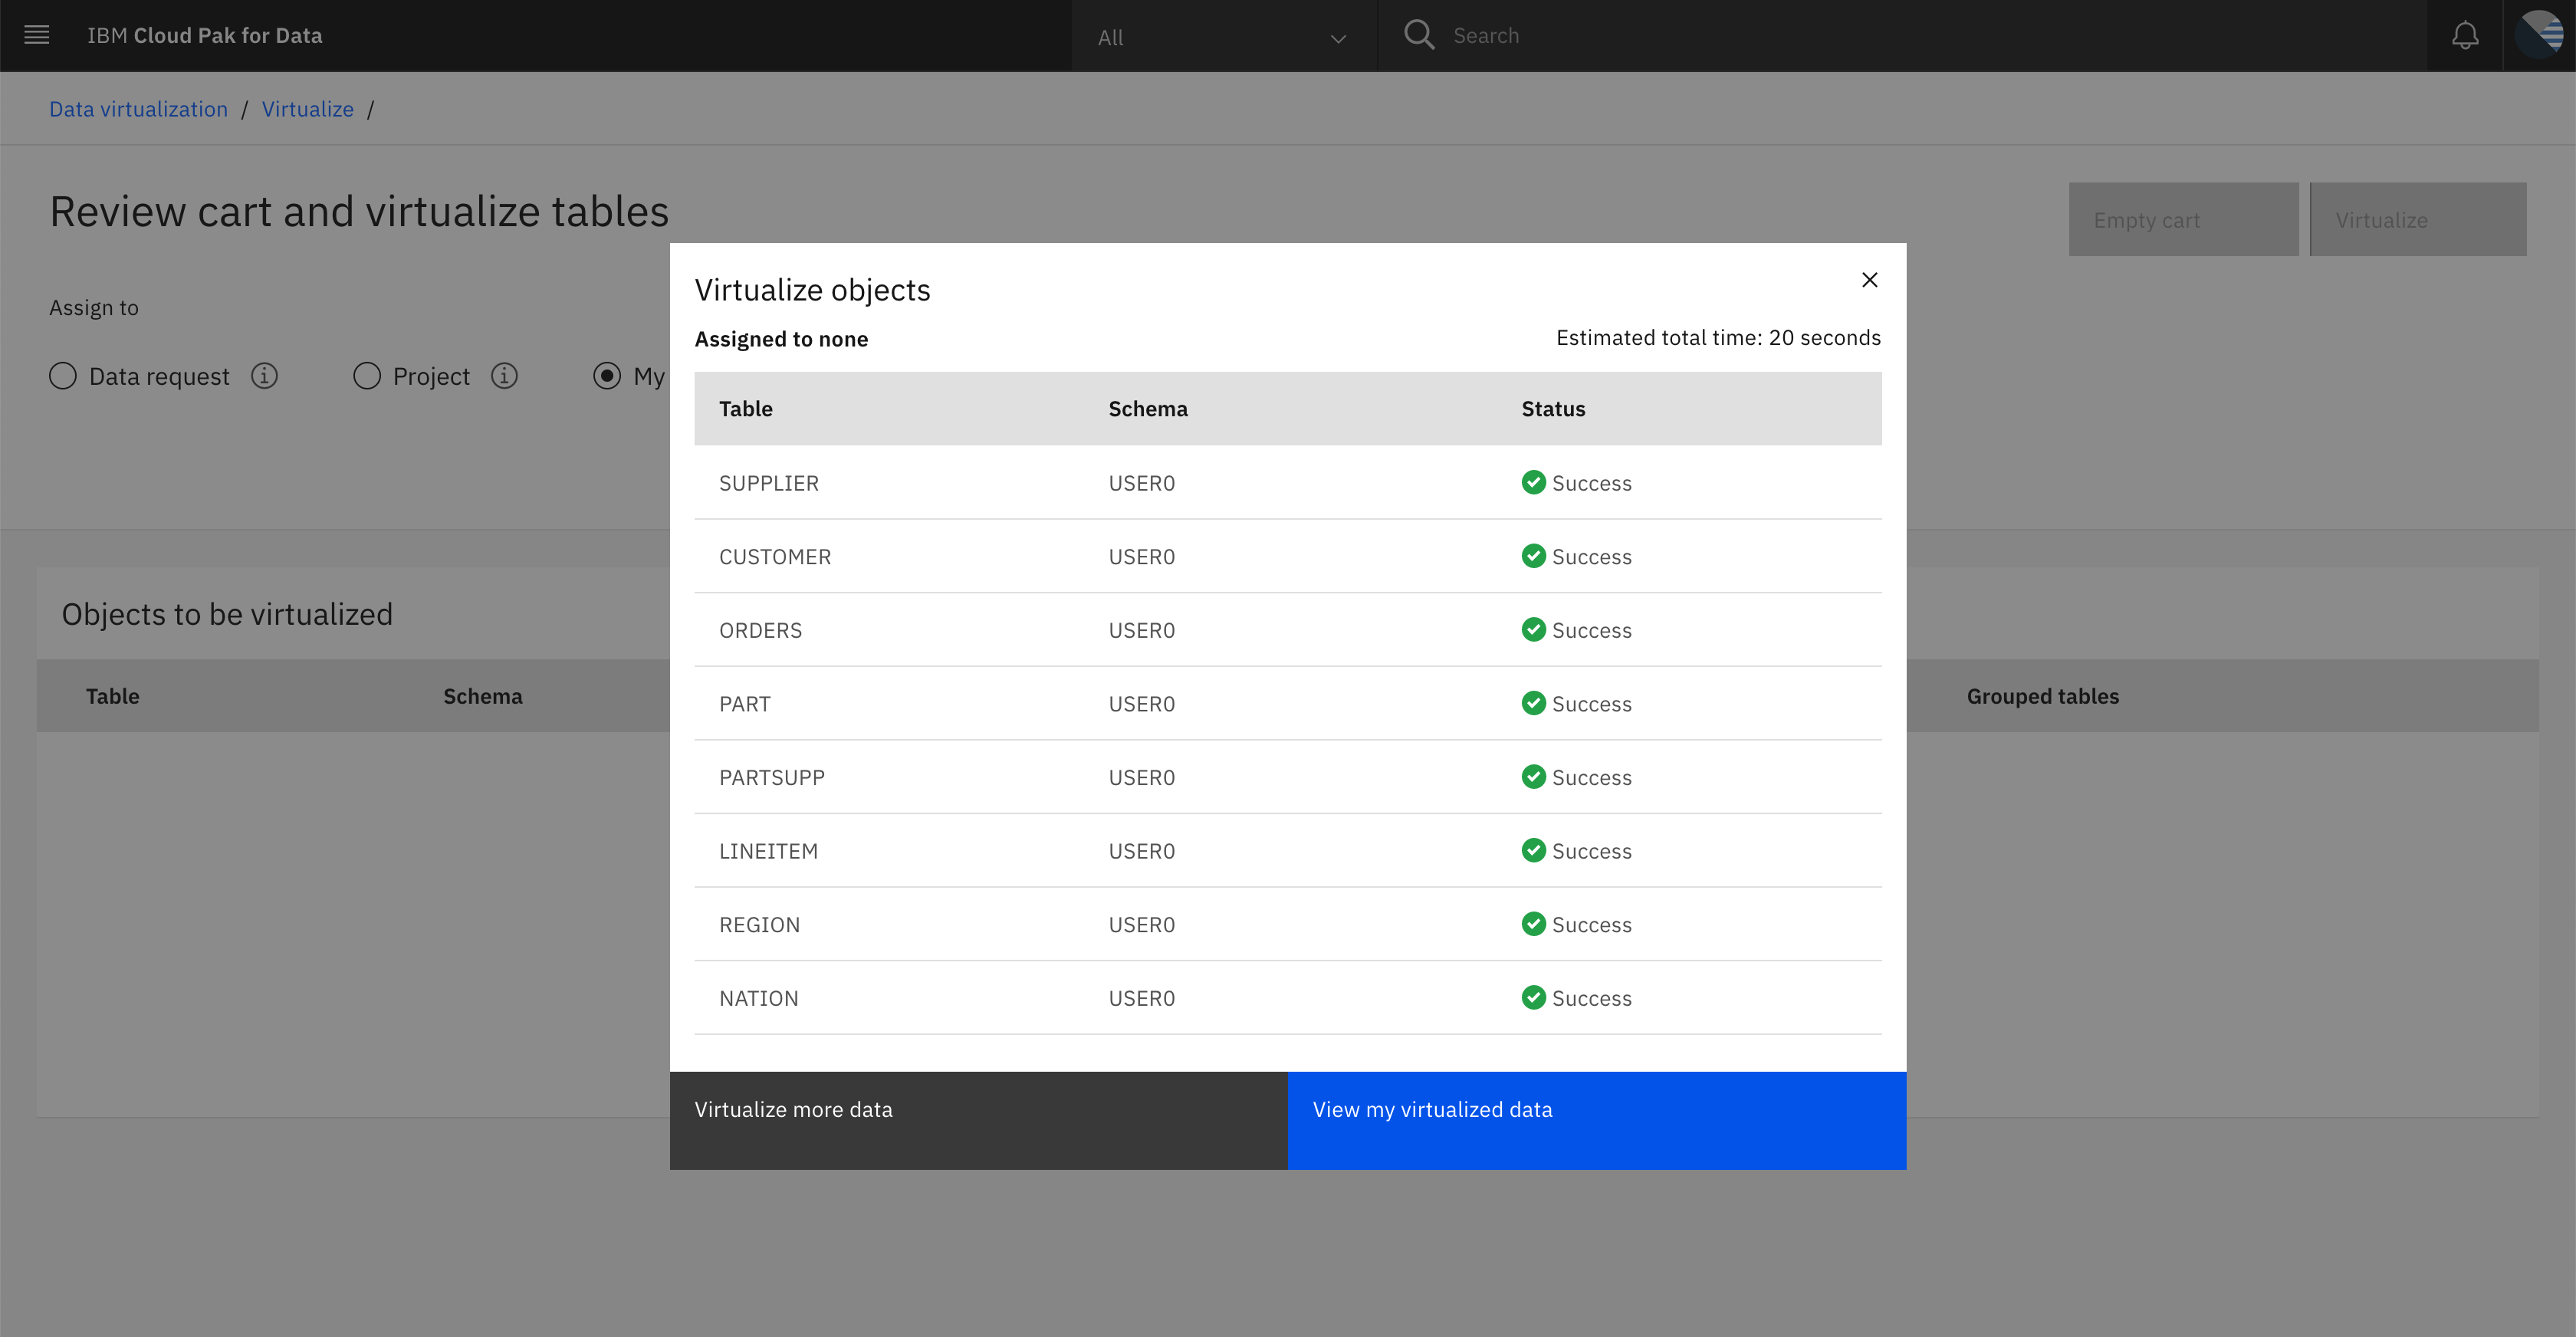 IBM Cloud Pak for Data
All
Search
Data virtualization / Virtualize /
Review cart and virtualize tables
Empty cart
Virtualize
Assign to
Data request
Project
My
Virtualize objects
Assigned to none
Estimated total time: 20 seconds
Table Schema Status
SUPPLIER USER0 Success
CUSTOMER USER0 Success
ORDERS USER0 Success
PART USER0 Success
PARTSUPP USER0 Success
LINEITEM USER0 Success
REGION USER0 Success
NATION USER0 Success
Virtualize more data
View my virtualized data
Objects to be virtualized
Table Schema Grouped tables